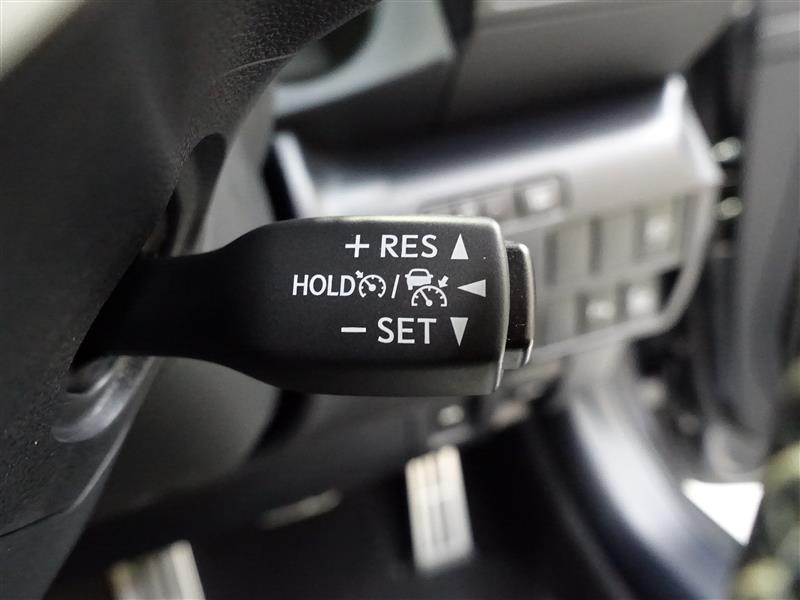 + RES ▲
HOLD / ◀
− SET ▼